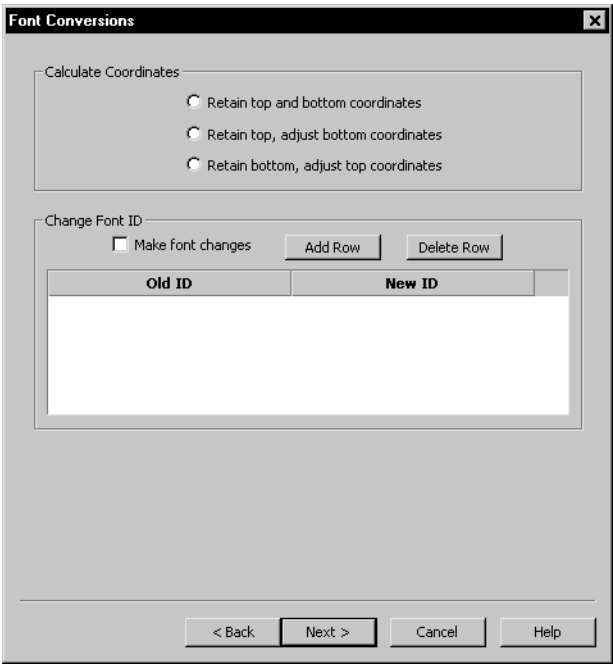 Font Conversions
Calculate Coordinates
Retain top and bottom coordinates
Retain top, adjust bottom coordinates
Retain bottom, adjust top coordinates
Change Font ID
Make font changes Add Row Delete Row
Old ID New ID
< Back Next > Cancel Help